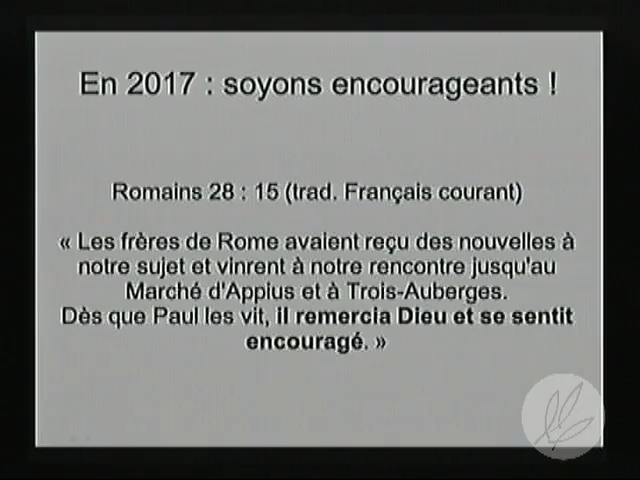 En 2017 : soyons encourageants !
Romains 28 : 15 (trad. Français courant)
« Les frères de Rome avaient reçu des nouvelles à
notre sujet et vinrent à notre rencontre jusqu'au
Marché d'Appius et à Trois-Auberges.
Dès que Paul les vit, il remercia Dieu et se sentit
encouragé. »